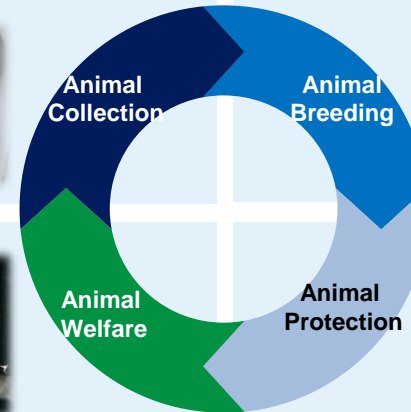 Animal
Collection
Animal
Breeding
Animal
Welfare
Animal
Protection